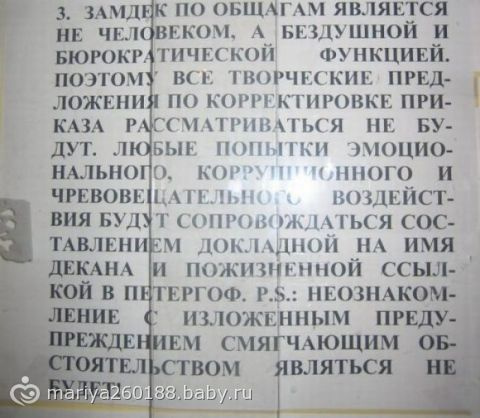 3. ЗАМДЕК ПО ОБЩАГАМ ЯВЛЯЕТСЯ
НЕ ЧЕЛОВЕКОМ, А БЕЗДУШНОЙ И
БЮРОКРАТИЧЕСКОЙ ФУНКЦИЕЙ.
ПОЭТОМУ ВСЕ ТВОРЧЕСКИЕ ПРЕД-
ЛОЖЕНИЯ ПО КОРРЕКТИРОВКЕ ПРИ-
КАЗА РАССМАТРИВАТЬСЯ НЕ БУ-
ДУТ. ЛЮБЫЕ ПОПЫТКИ ЭМОЦИО-
НАЛЬНОГО, КОРРУПЦИОННОГО И
ЧРЕВОВЕЩАТЕЛЬНОГО ВОЗДЕЙСТ-
ВИЯ БУДУТ СОПРОВОЖДАТЬСЯ СОС-
ТАВЛЕНИЕМ ДОКЛАДНОЙ НА ИМЯ
ДЕКАНА И ПОЖИЗНЕННОЙ ССЫЛ-
КОЙ В ПЕТЕРГОФ. P.S.: НЕОЗНАКОМ-
ЛЕНИЕ С ИЗЛОЖЕННЫМ ПРЕДУ-
ПРЕЖДЕНИЕМ СМЯГЧАЮЩИМ ОБ-
СТОЯТЕЛЬСТВОМ ЯВЛЯТЬСЯ НЕ
БУДЕТ!
mariya260188.baby.ru